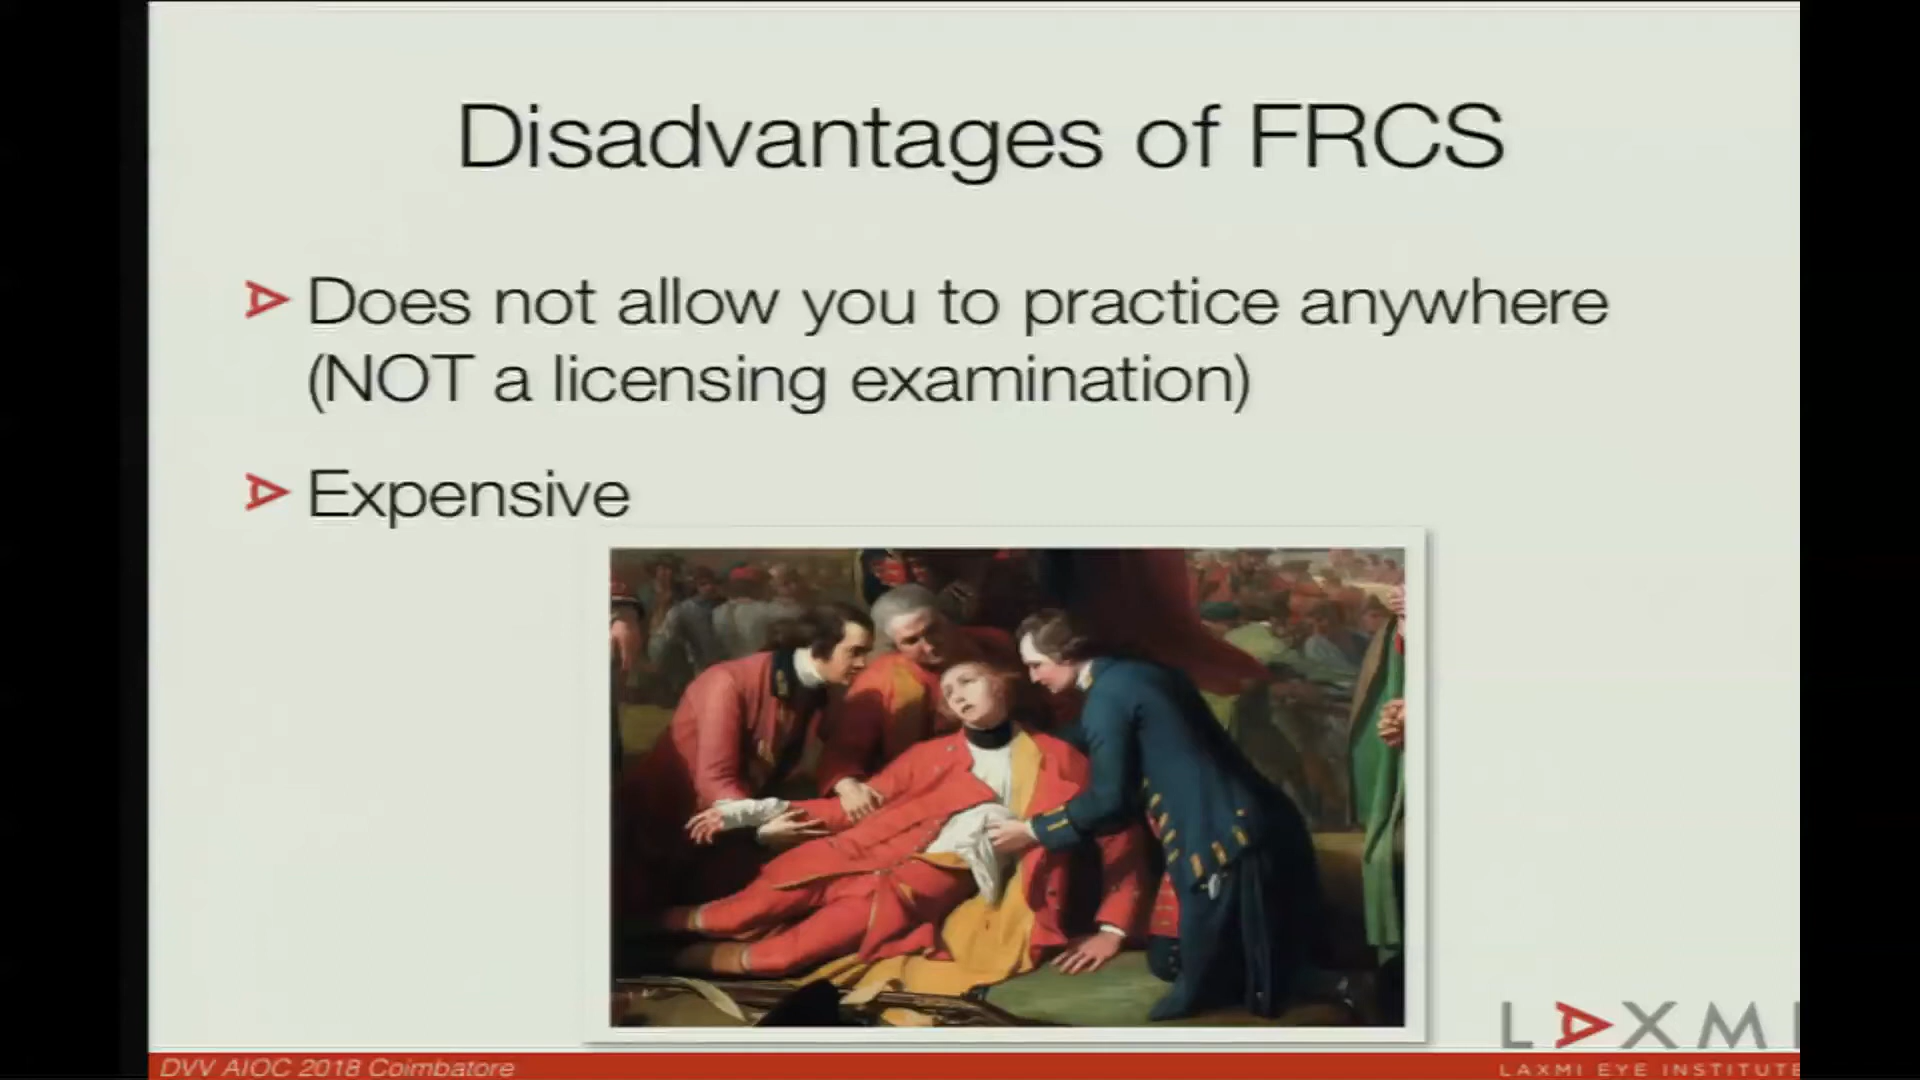 Disadvantages of FRCS
Does not allow you to practice anywhere
(NOT a licensing examination)
Expensive
LAXMI
DVV AIOC 2018 Coimbatore
LAXMI EYE INSTITUTE